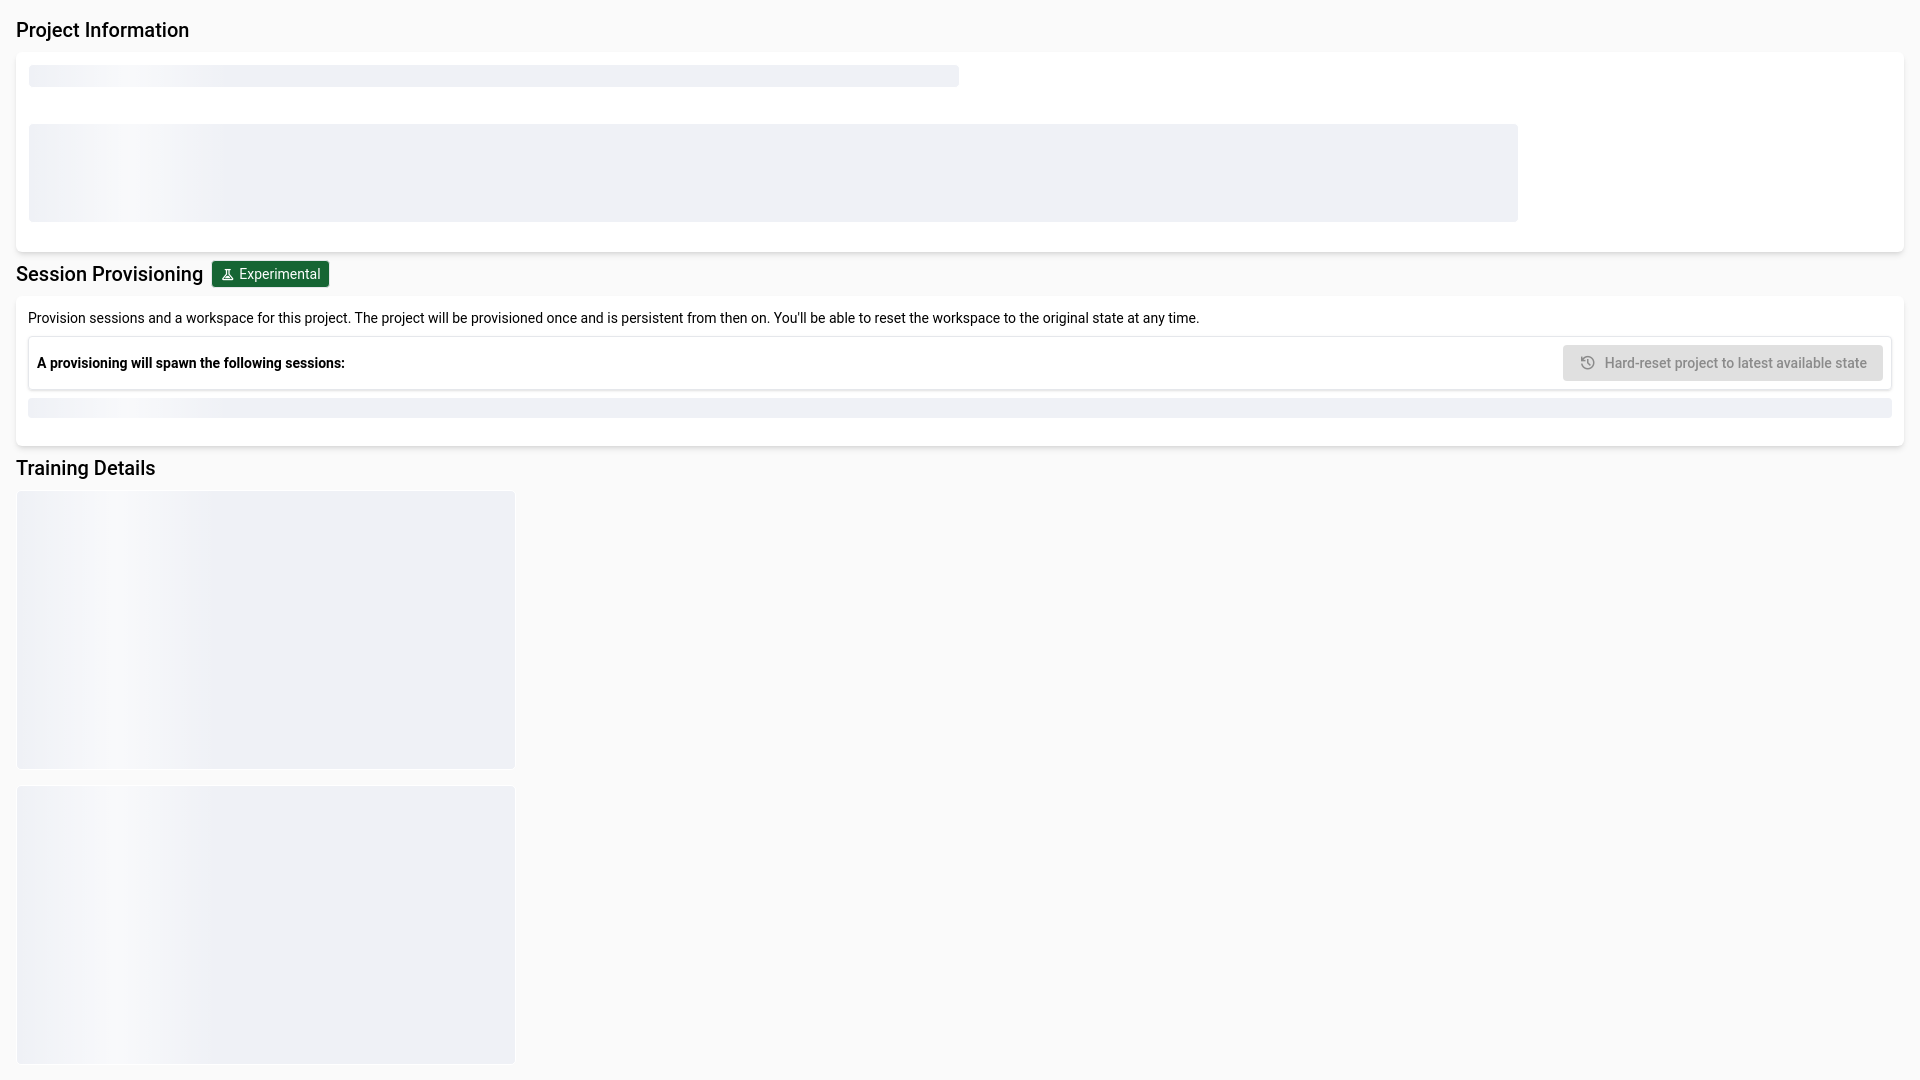 Project Information
Session Provisioning
Experimental
Provision sessions and a workspace for this project. The project will be provisioned once and is persistent from then on. You'll be able to reset the workspace to the original state at any time.
A provisioning will spawn the following sessions:
Hard-reset project to latest available state
Training Details